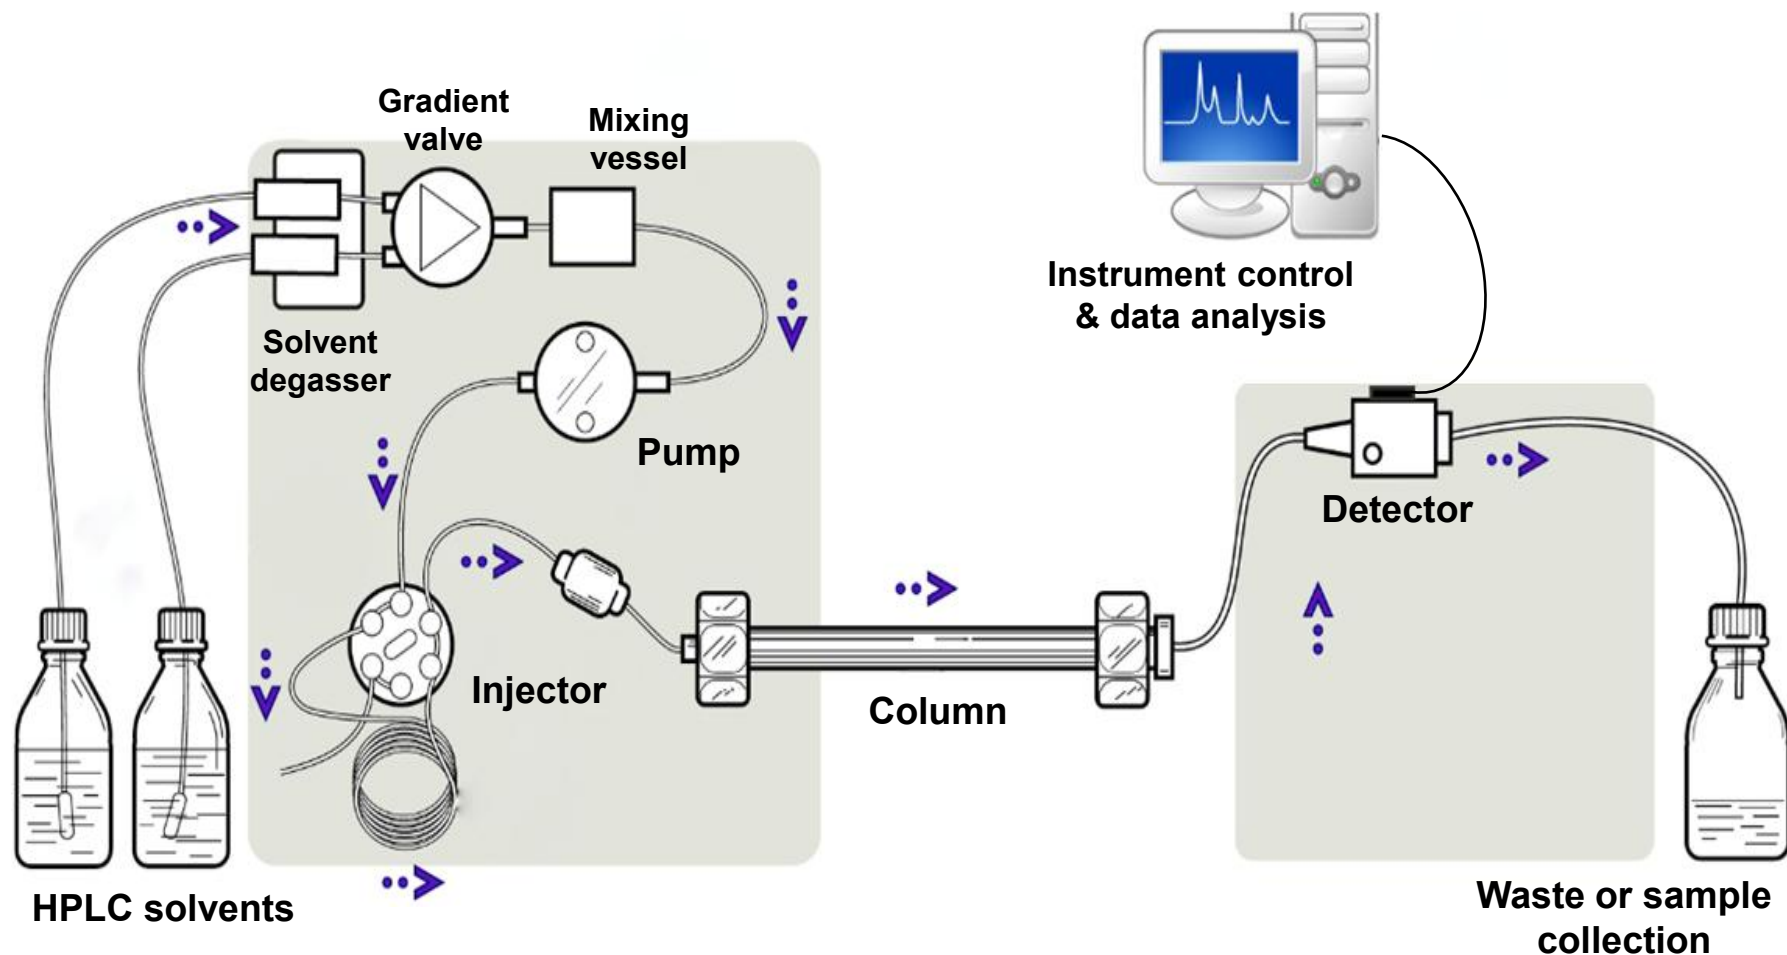 Gradient
valve
Mixing
vessel
Solvent
degasser
Pump
Injector
HPLC solvents
Column
Instrument control
& data analysis
Detector
Waste or sample
collection